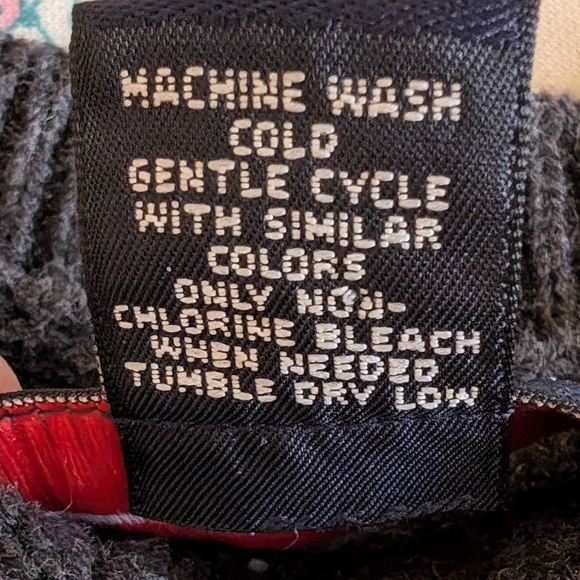 MACHINE WASH
COLD
GENTLE CYCLE
WITH SIMILAR
COLORS
ONLY NON-
CHLORINE BLEACH
WHEN NEEDED
TUMBLE DRY LOW